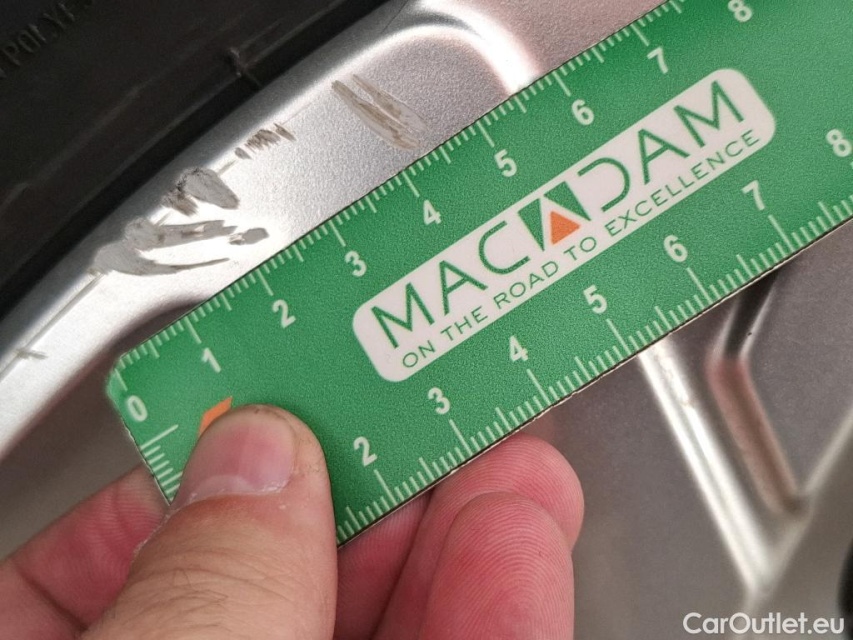 POLYE
0 1 2 3 4 5 6 7 8
MACADAM
ON THE ROAD TO EXCELLENCE
2 3 4 5 6 7 8
CarOutlet.eu